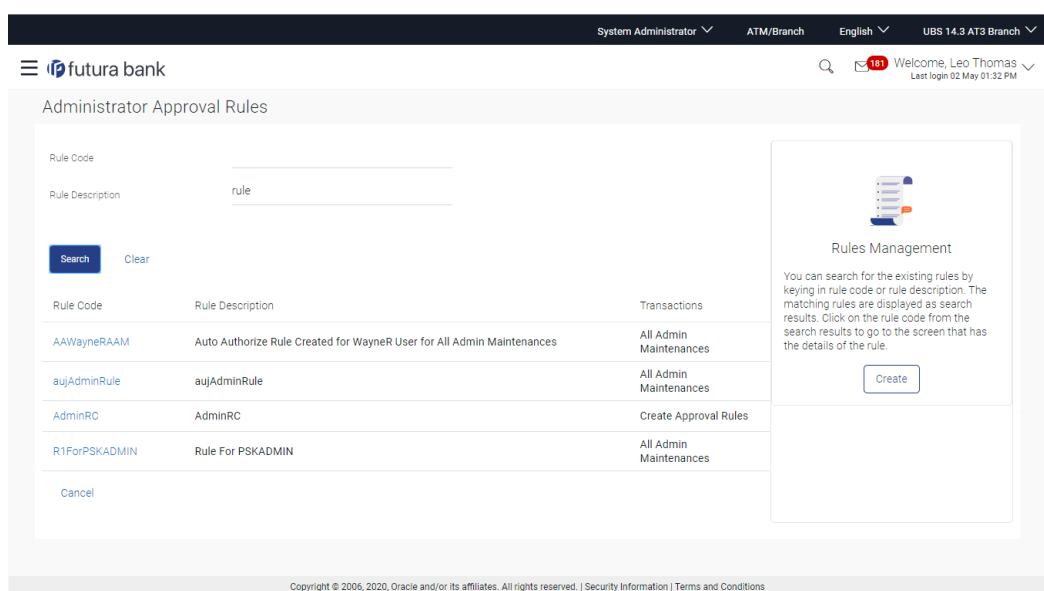 System Administrator ATM/Branch English UBS 14.3 AT3 Branch
futura bank 181 Welcome, Leo Thomas
Last login 02 May 01:32 PM
Administrator Approval Rules
Rule Code
Rule Description rule
Search Clear
Rule Code Rule Description Transactions
AAWayneRAAM Auto Authorize Rule Created for WayneR User for All Admin Maintenances All Admin
Maintenances
aujAdminRule aujAdminRule All Admin
Maintenances
AdminRC AdminRC Create Approval Rules
R1ForPSKADMIN Rule For PSKADMIN All Admin
Maintenances
Cancel
Rules Management
You can search for the existing rules by
keying in rule code or rule description. The
matching rules are displayed as search
results. Click on the rule code from the
search results to go to the screen that has
the details of the rule.
Create
Copyright © 2006, 2020, Oracle and/or its affiliates. All rights reserved. | Security Information | Terms and Conditions